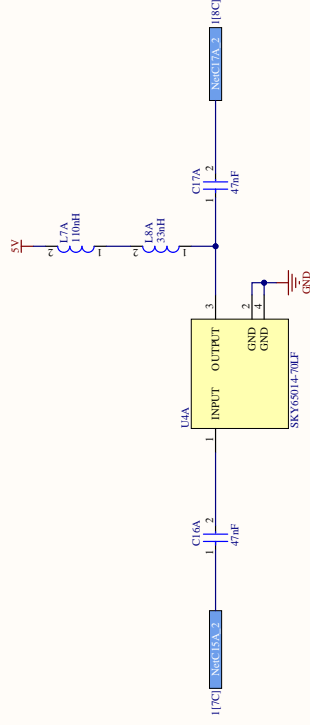 1[8C]
NetC17A_2
2
C17A
47nF
1
5V
2
L7A
110nH
1
2
L8A
33nH
1
3
2
4
U4A
INPUT
OUTPUT
GND
GND
SKY65014-70LF
GND
1
2
C16A
47nF
1
NetC15A_2
1[7C]